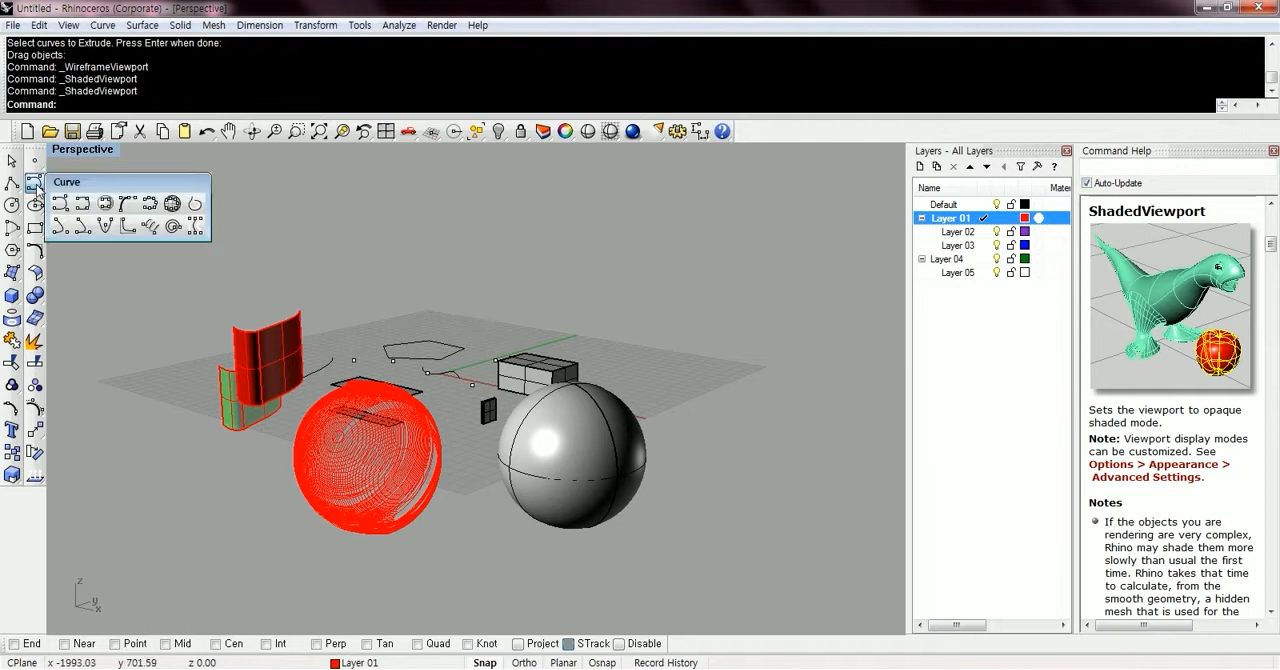 Untitled - Rhinoceros (Corporate) - [Perspective]
File Edit View Curve Surface Solid Mesh Dimension Transform Tools Analyze Render Help
Select curves to Extrude. Press Enter when done:
Drag objects:
Command: _WireframeViewport
Command: _ShadedViewport
Command: _ShadedViewport
Command:
Perspective
Curve
Layers - All Layers
Name Mater
Default
Layer 01
Layer 02
Layer 03
Layer 04
Layer 05
Command Help
Auto-Update
ShadedViewport
Sets the viewport to opaque
shaded mode.
Note: Viewport display modes
can be customized. See
Options > Appearance >
Advanced Settings.
Notes
If the objects you are
rendering are very complex,
Rhino may shade them more
slowly than usual the first
time. Rhino takes that time
to calculate, from the
smooth geometry, a hidden
mesh that is used for the
z
y
x
End Near Point Mid Cen Int Perp Tan Quad Knot Project STrack Disable
CPlane x -1993.03 y 701.59 z 0.00 Layer 01 Snap Ortho Planar Osnap Record History